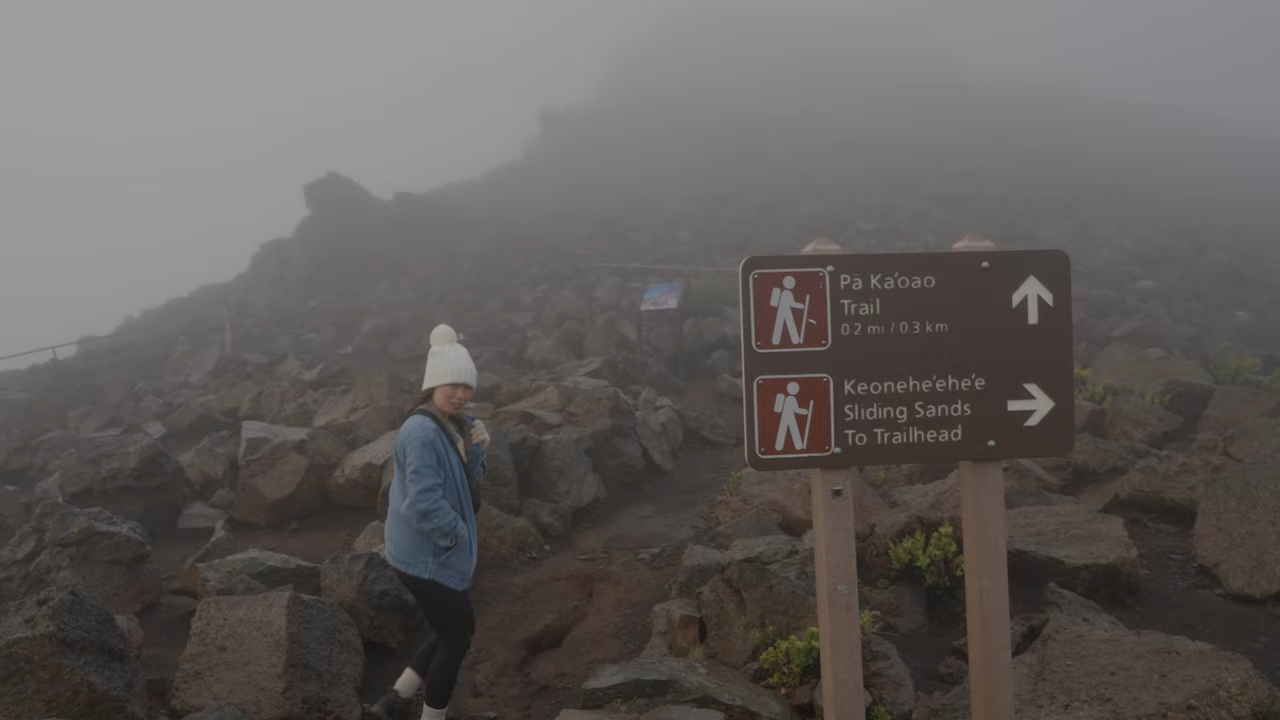 Pā Ka'oao
Trail
0.2 mi / 0.3 km
Keonehe'ehe'e
Sliding Sands
To Trailhead